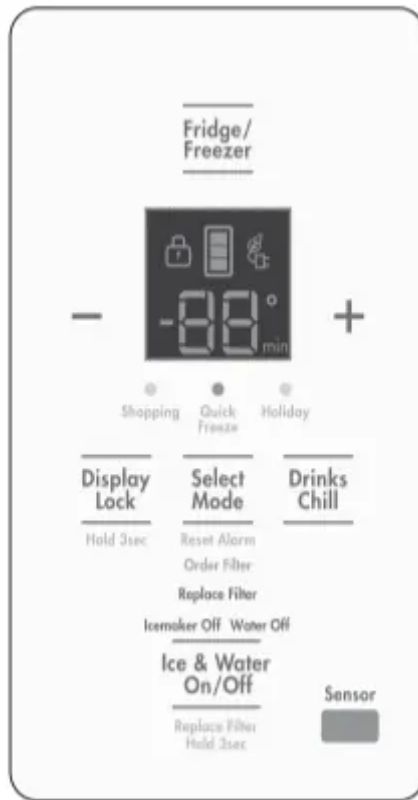 Fridge/
Freezer
-88°
min
− +
Shopping Quick Freeze Holiday
Display Lock
Select Mode
Drinks Chill
Hold 3sec
Reset Alarm
Order Filter
Replace Filter
Icemaker Off Water Off
Ice & Water
On/Off
Sensor
Replace Filter
Hold 3sec